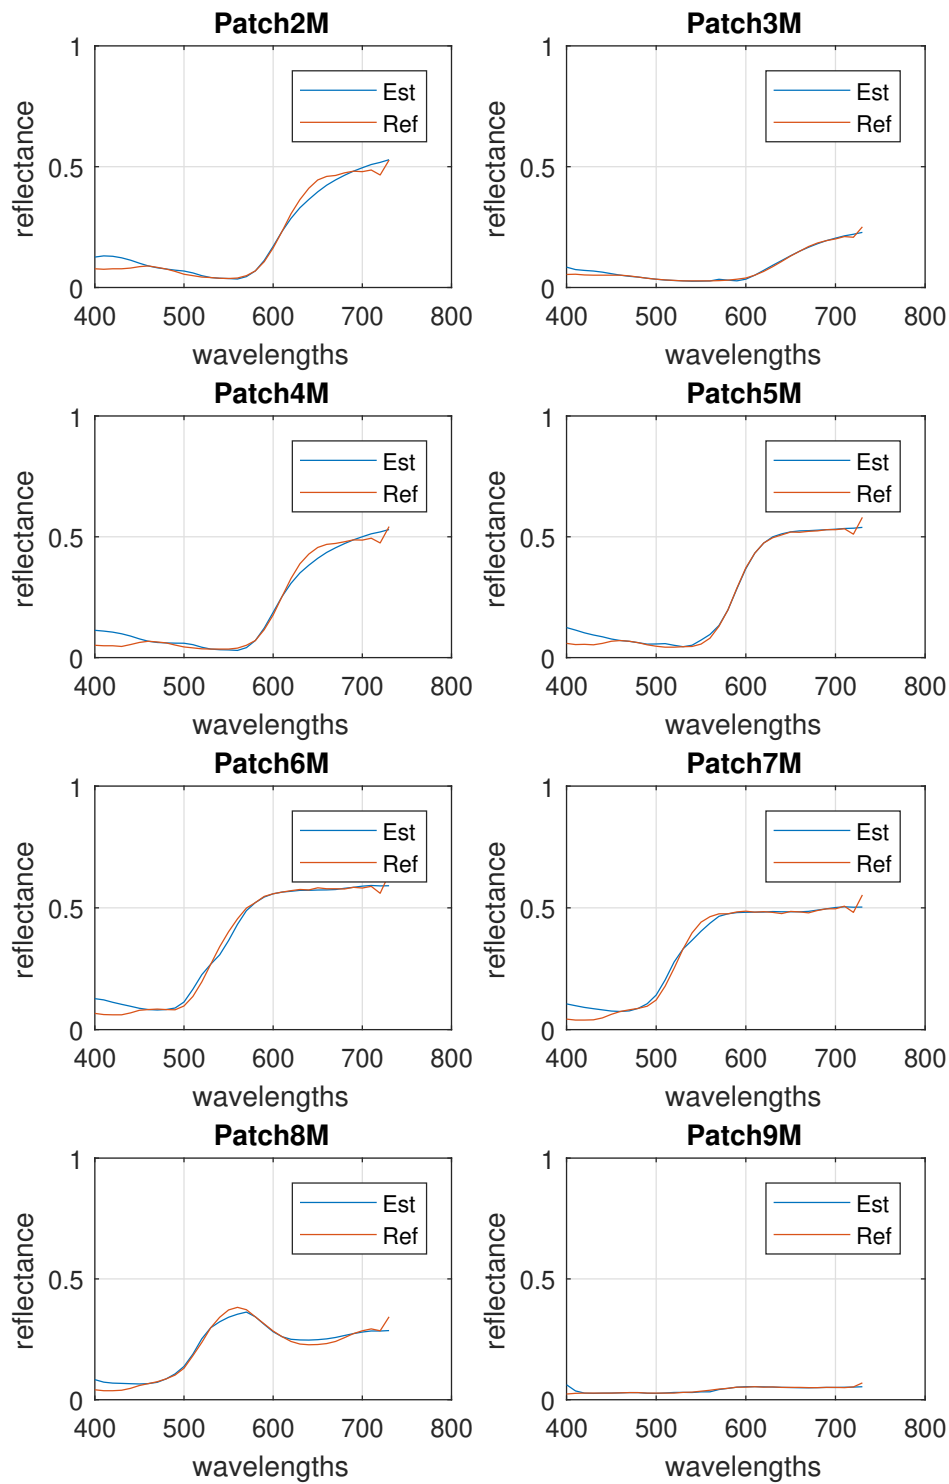 Patch2M
1
0.5
0
400 500 600 700 800
reflectance
wavelengths
Est
Ref
Patch3M
1
0.5
0
400 500 600 700 800
reflectance
wavelengths
Est
Ref
Patch4M
1
0.5
0
400 500 600 700 800
reflectance
wavelengths
Est
Ref
Patch5M
1
0.5
0
400 500 600 700 800
reflectance
wavelengths
Est
Ref
Patch6M
1
0.5
0
400 500 600 700 800
reflectance
wavelengths
Est
Ref
Patch7M
1
0.5
0
400 500 600 700 800
reflectance
wavelengths
Est
Ref
Patch8M
1
0.5
0
400 500 600 700 800
reflectance
wavelengths
Est
Ref
Patch9M
1
0.5
0
400 500 600 700 800
reflectance
wavelengths
Est
Ref